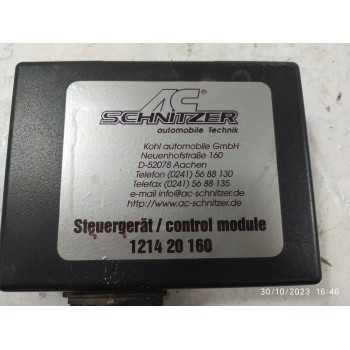 AC
SCHNITZER®
automobile Technik
Kohl automobile GmbH
Neuenhofstraße 160
D-52078 Aachen
Telefon (0241) 56 88 130
Telefax (0241) 56 88 135
e-mail info@ac-schnitzer.de
http://www.ac-schnitzer.de
Steuergerät / control module
1214 20 160
30/10/2023 16:46